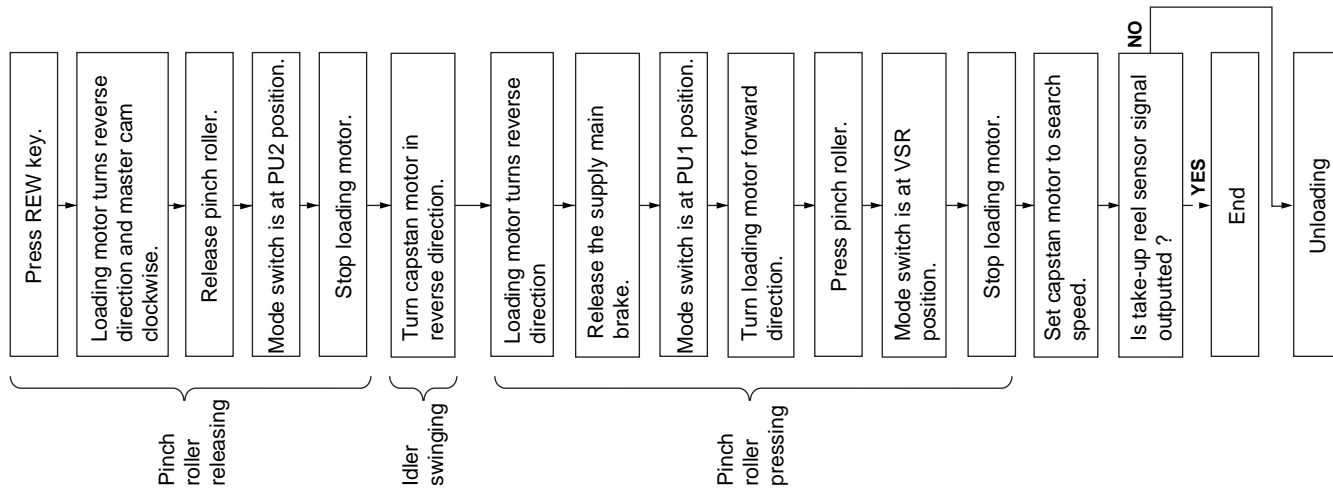 Press REW key.
Loading motor turns reverse
direction and master cam
clockwise.
Release pinch roller.
Mode switch is at PU2 position.
Stop loading motor.
Pinch
roller
releasing
Turn capstan motor in
reverse direction.
Idler
swinging
Loading motor turns reverse
direction
Release the supply main
brake.
Mode switch is at PU1 position.
Turn loading motor forward
direction.
Press pinch roller.
Mode switch is at VSR
position.
Stop loading motor.
Pinch
roller
pressing
Set capstan motor to search
speed.
Is take-up reel sensor signal
outputted ?
NO
YES
End
Unloading